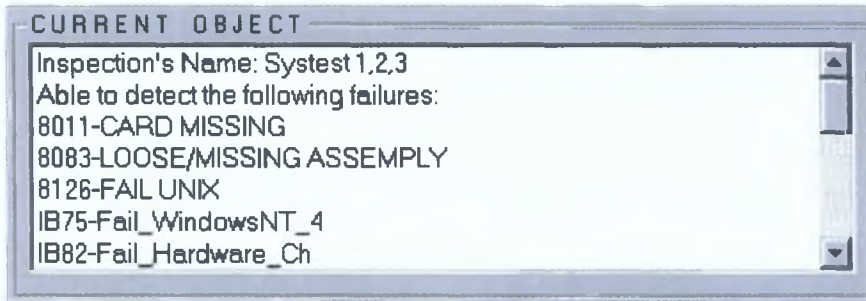 CURRENT OBJECT
Inspection's Name: Systest 1,2,3
Able to detect the following failures:
8011-CARD MISSING
8083-LOOSE/MISSING ASSEMPLY
8126-FAIL UNIX
IB75-Fail_WindowsNT_4
IB82-Fail_Hardware_Ch